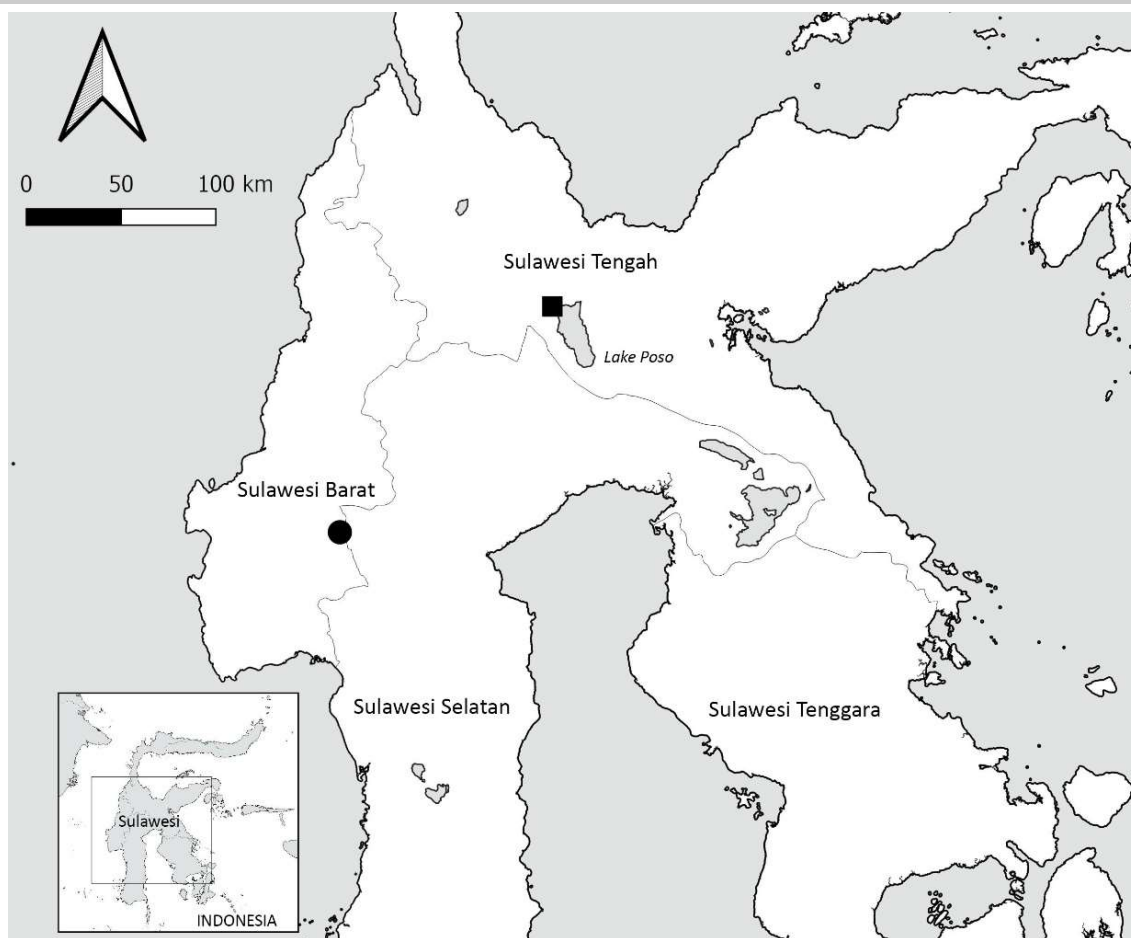 0 50 100 km
Sulawesi Tengah
Lake Poso
Sulawesi Barat
Sulawesi Selatan
Sulawesi Tenggara
Sulawesi
INDONESIA